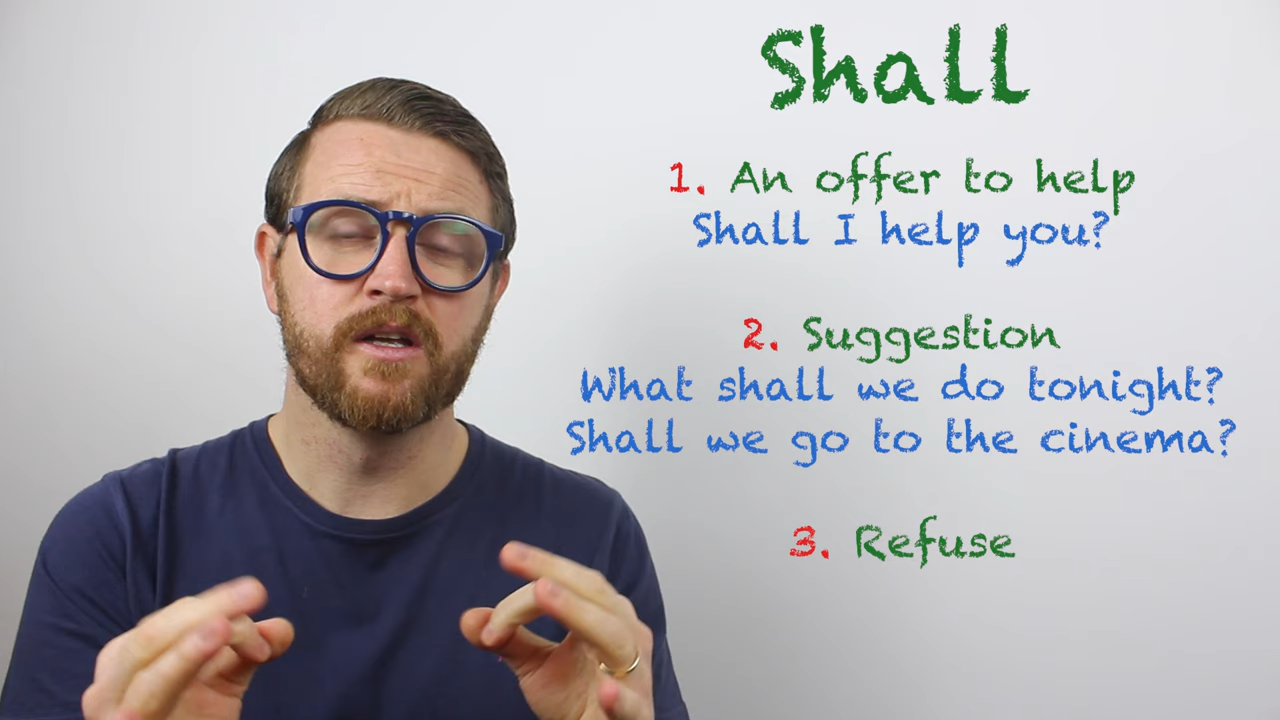 Shall
1. An offer to help
Shall I help you?
2. Suggestion
What shall we do tonight?
Shall we go to the cinema?
3. Refuse